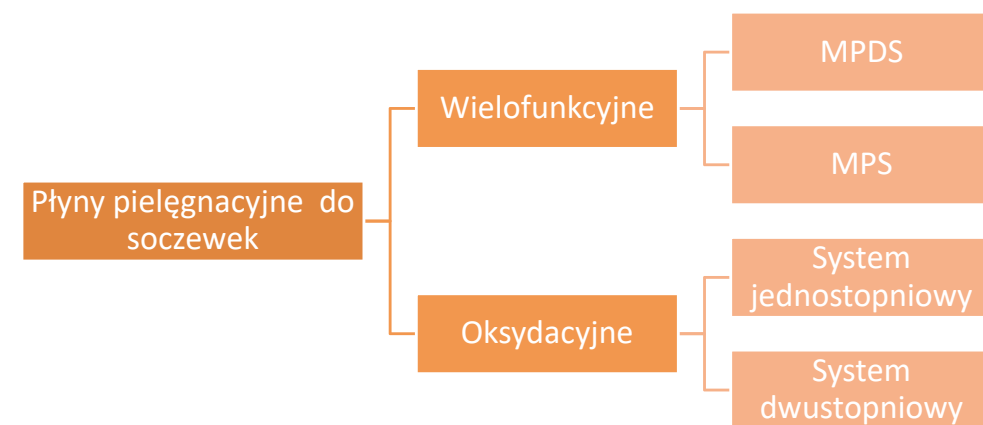 Płyny pielęgnacyjne do
soczewek
Wielofunkcyjne
MPDS
MPS
Oksydacyjne
System
jednostopniowy
System
dwustopniowy